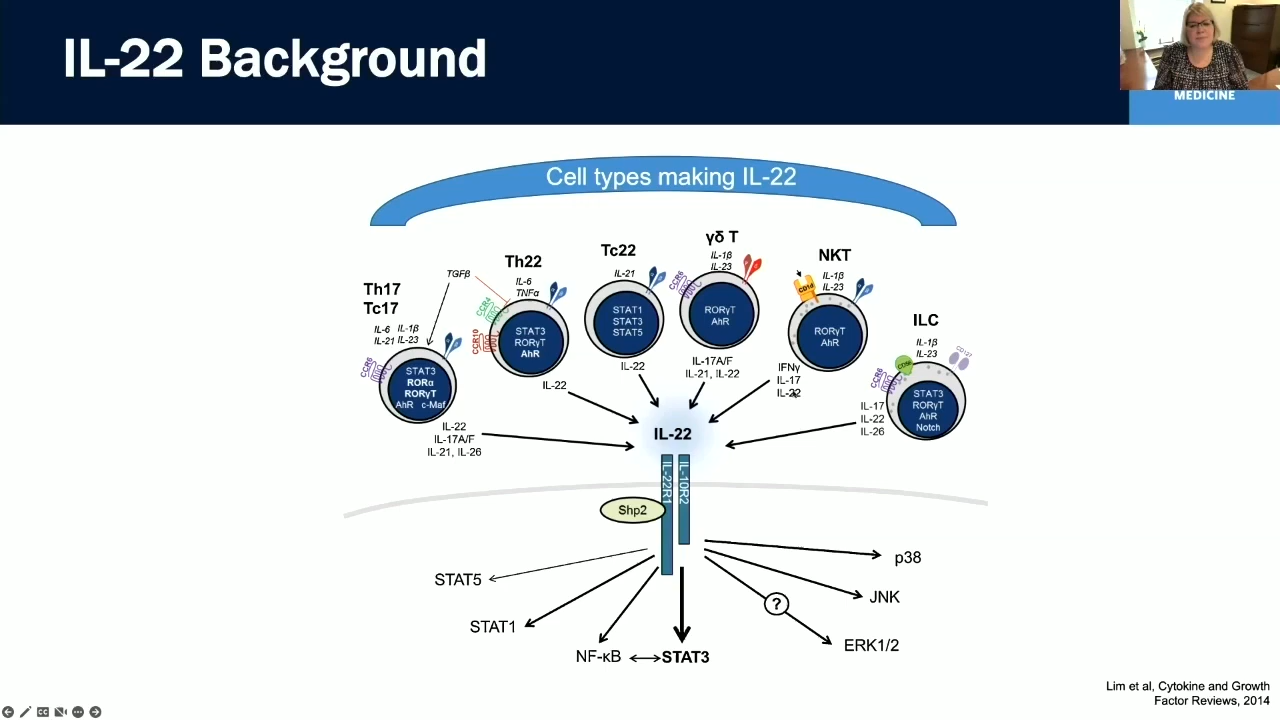 IL-22 Background
MEDICINE
Cell types making IL-22
Th17
Tc17
IL-6 IL-1β
IL-21 IL-23
TGFβ
CCR6
STAT3
RORα
RORγT
AhR c-Maf
IL-22
IL-17A/F
IL-21, IL-26
Th22
IL-6
TNFα
CCR4
CCR10
STAT3
RORγT
AhR
IL-22
Tc22
IL-21
STAT1
STAT3
STAT5
IL-22
γδ T
IL-1β
IL-23
CCR6
RORγT
AhR
IL-17A/F
IL-21, IL-22
NKT
IL-1β
IL-23
CD1d
RORγT
AhR
IFNγ
IL-17
IL-22
ILC
IL-1β
IL-23
CD127
CCR6
STAT3
RORγT
AhR
Notch
IL-17
IL-22
IL-26
IL-22
IL-22R1
IL-10R2
Shp2
STAT5
STAT1
NF-κB
STAT3
?
p38
JNK
ERK1/2
Lim et al, Cytokine and Growth
Factor Reviews, 2014